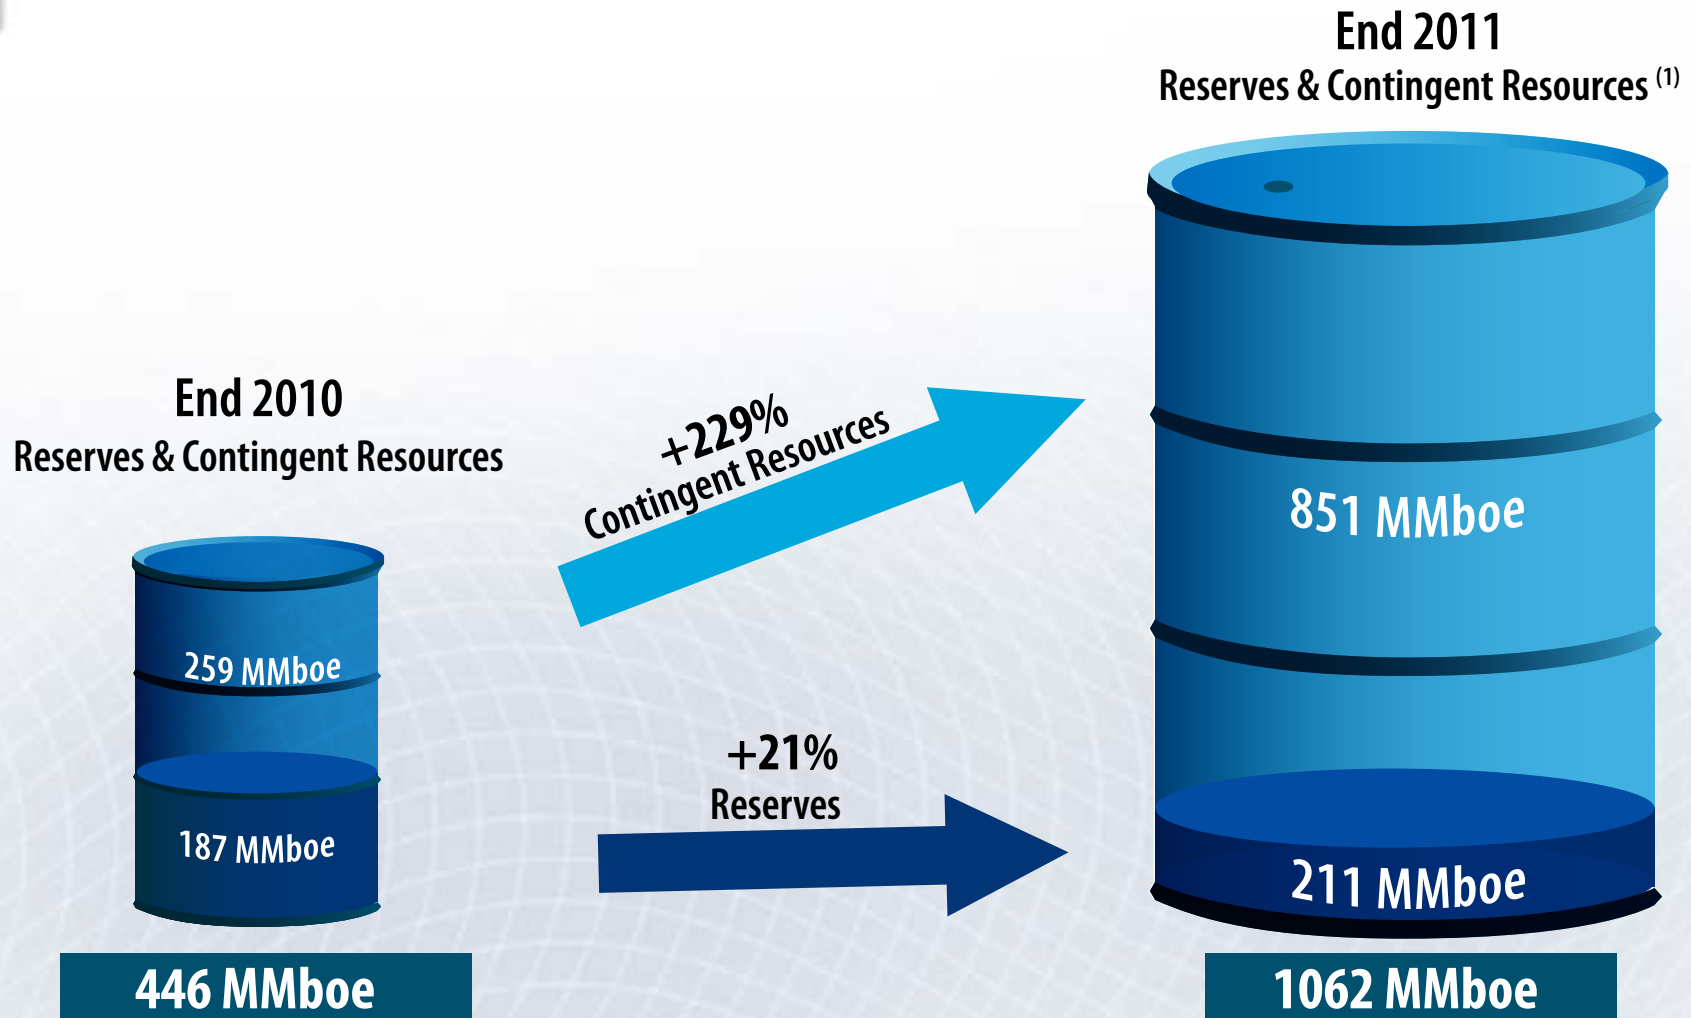 End 2011
Reserves & Contingent Resources (1)
End 2010
Reserves & Contingent Resources
+229%
Contingent Resources
851 MMboe
259 MMboe
+21%
Reserves
187 MMboe
211 MMboe
446 MMboe
1062 MMboe